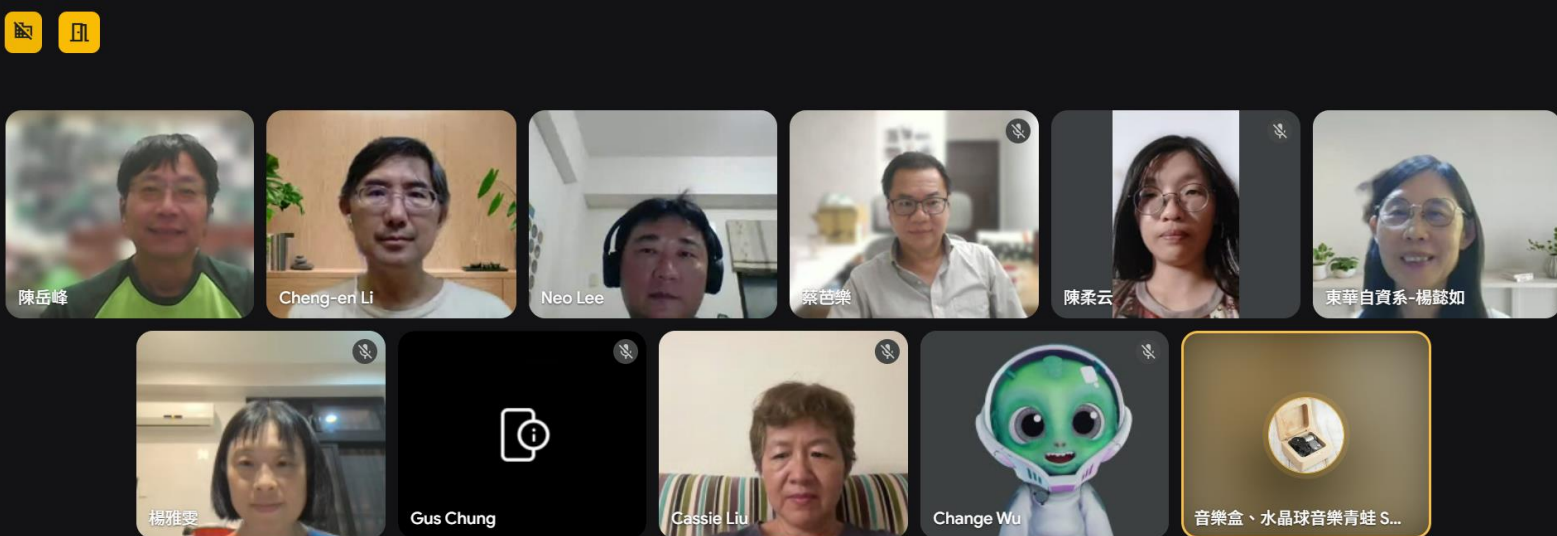 陳岳峰
Cheng-en Li
Neo Lee
蔡芭樂
陳柔云
東華自資系-楊懿如
楊雅雯
Gus Chung
Cassie Liu
Change Wu
音樂盒、水晶球音樂青蛙 S...